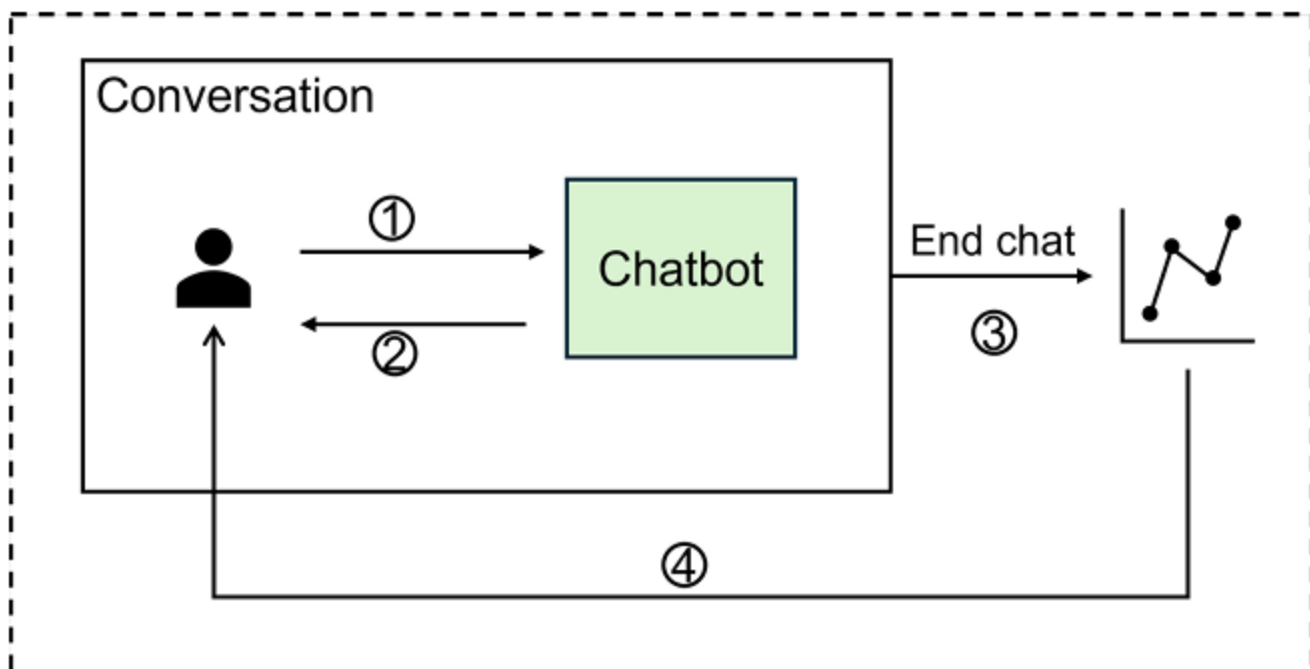 Conversation
①
Chatbot
②
End chat
③
④